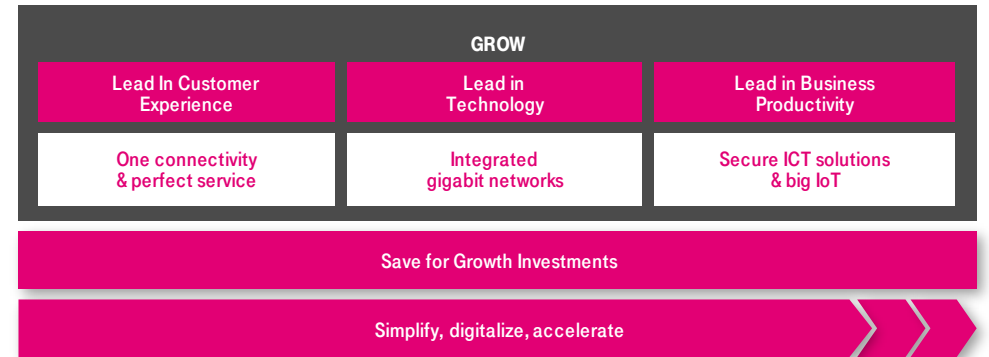 GROW
Lead In Customer
Experience
Lead in
Technology
Lead in Business
Productivity
One connectivity
& perfect service
Integrated
gigabit networks
Secure ICT solutions
& big IoT
Save for Growth Investments
Simplify, digitalize, accelerate